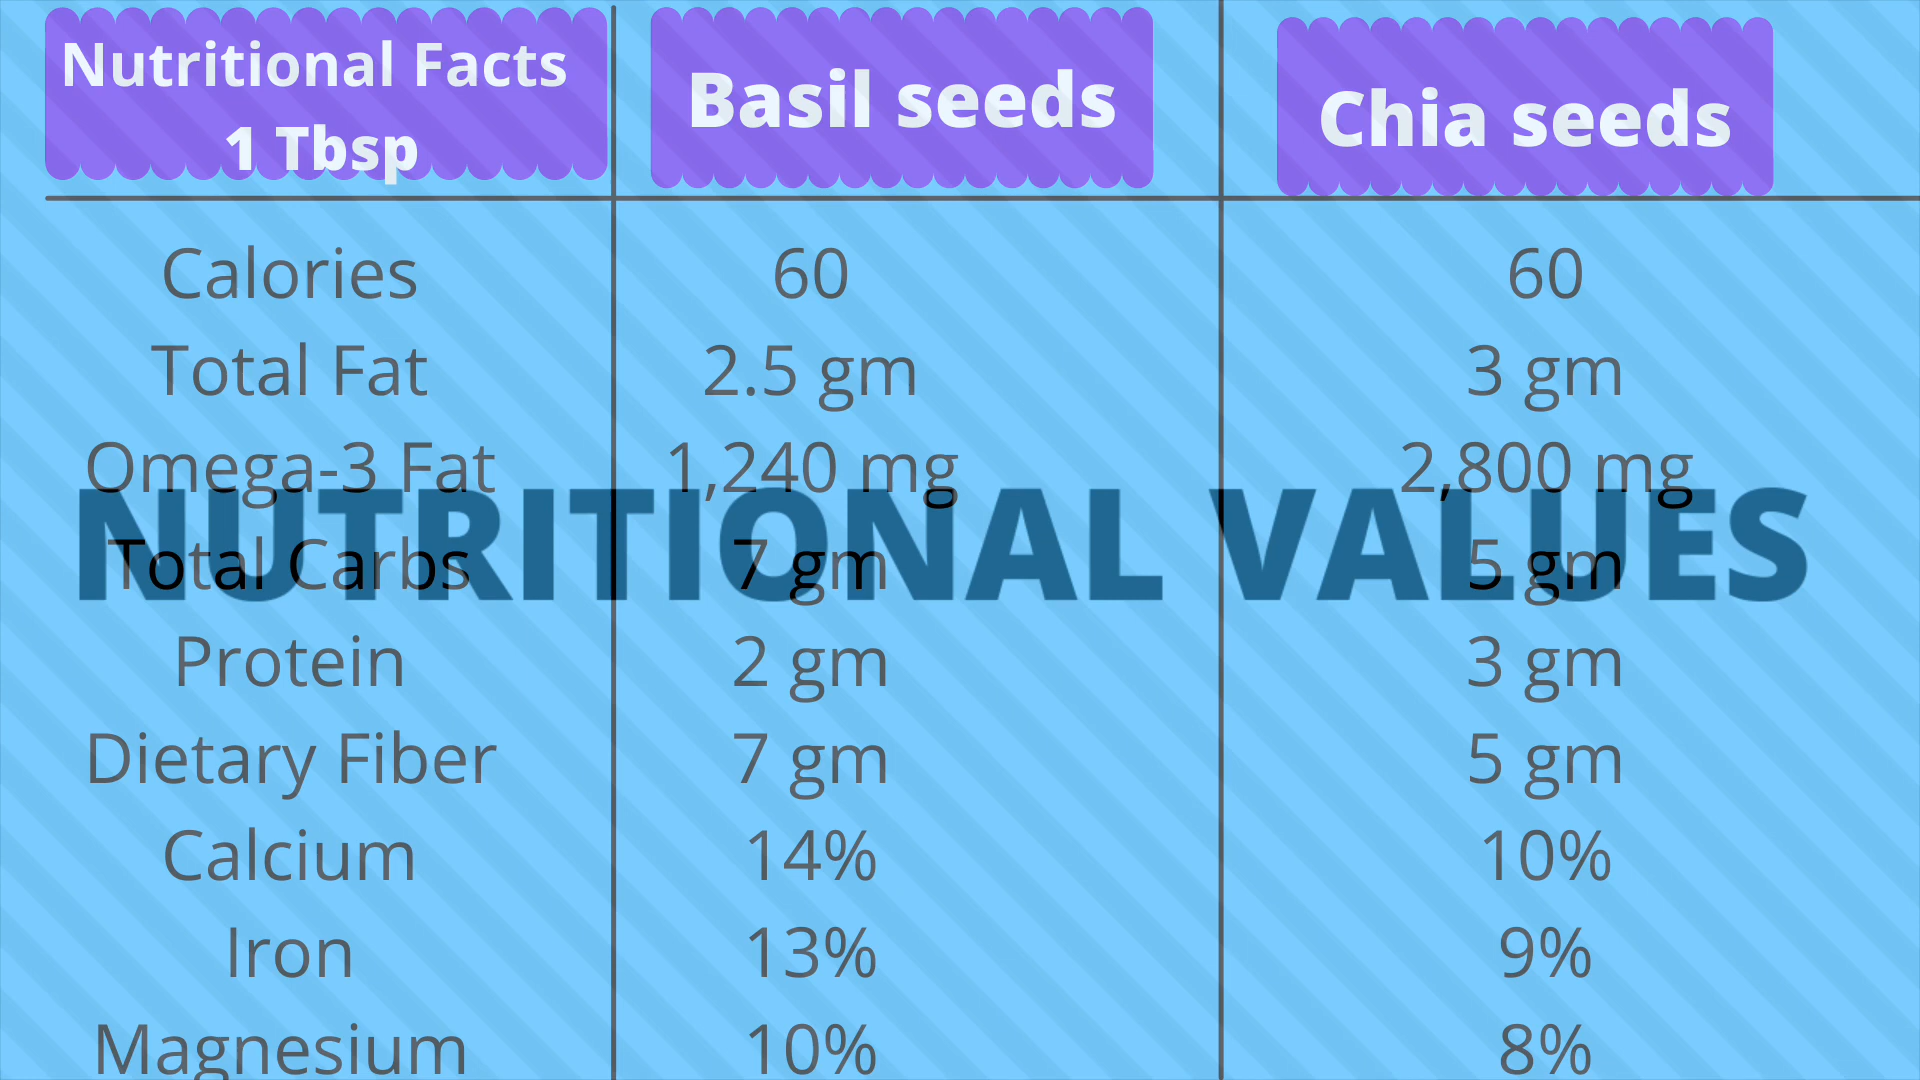 Nutritional Facts
1 Tbsp
Basil seeds
Chia seeds
Calories 60 60
Total Fat 2.5 gm 3 gm
Omega-3 Fat 1,240 mg 2,800 mg
NUTRITIONAL VALUES
Total Carbs 7 gm 5 gm
Protein 2 gm 3 gm
Dietary Fiber 7 gm 5 gm
Calcium 14% 10%
Iron 13% 9%
Magnesium 10% 8%